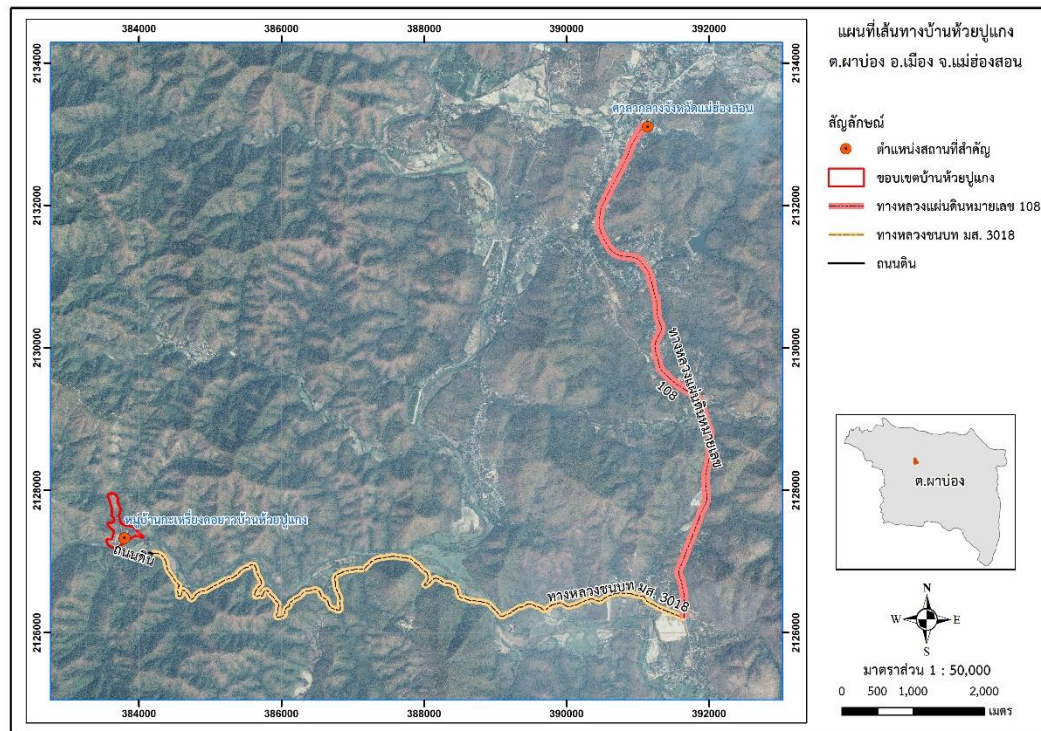 แผนที่เส้นทางบ้านห้วยปูแกง
ต.ผาบ่อง อ.เมือง จ.แม่ฮ่องสอน
สัญลักษณ์
ตำแหน่งสถานที่สำคัญ
ขอบเขตบ้านห้วยปูแกง
ทางหลวงแผ่นดินหมายเลข 108
ทางหลวงชนบท มส. 3018
ถนนดิน
384000 386000 388000 390000 392000
2134000
2132000
2130000
2128000
2126000
ศาลากลางจังหวัดแม่ฮ่องสอน
ทางหลวงแผ่นดินหมายเลข
108
หมู่บ้านกะเหรี่ยงคอยาวบ้านห้วยปูแกง
ถนนดิน
ทางหลวงชนบท มส. 3018
2134000
2132000
2130000
2128000
2126000
384000 386000 388000 390000 392000
ต.ผาบ่อง
N
W E
S
มาตราส่วน 1 : 50,000
0 500 1,000 2,000
เมตร